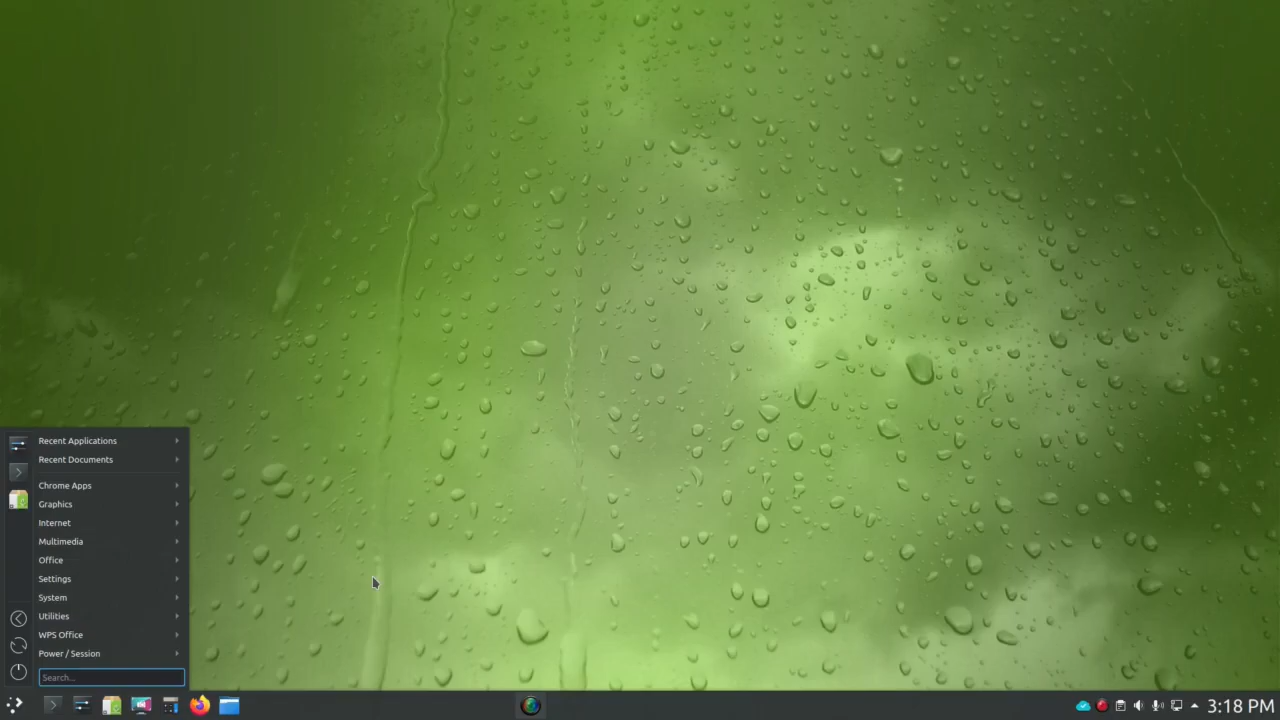 Recent Applications
Recent Documents
Chrome Apps
Graphics
Internet
Multimedia
Office
Settings
System
Utilities
WPS Office
Power / Session
Search...
3:18 PM